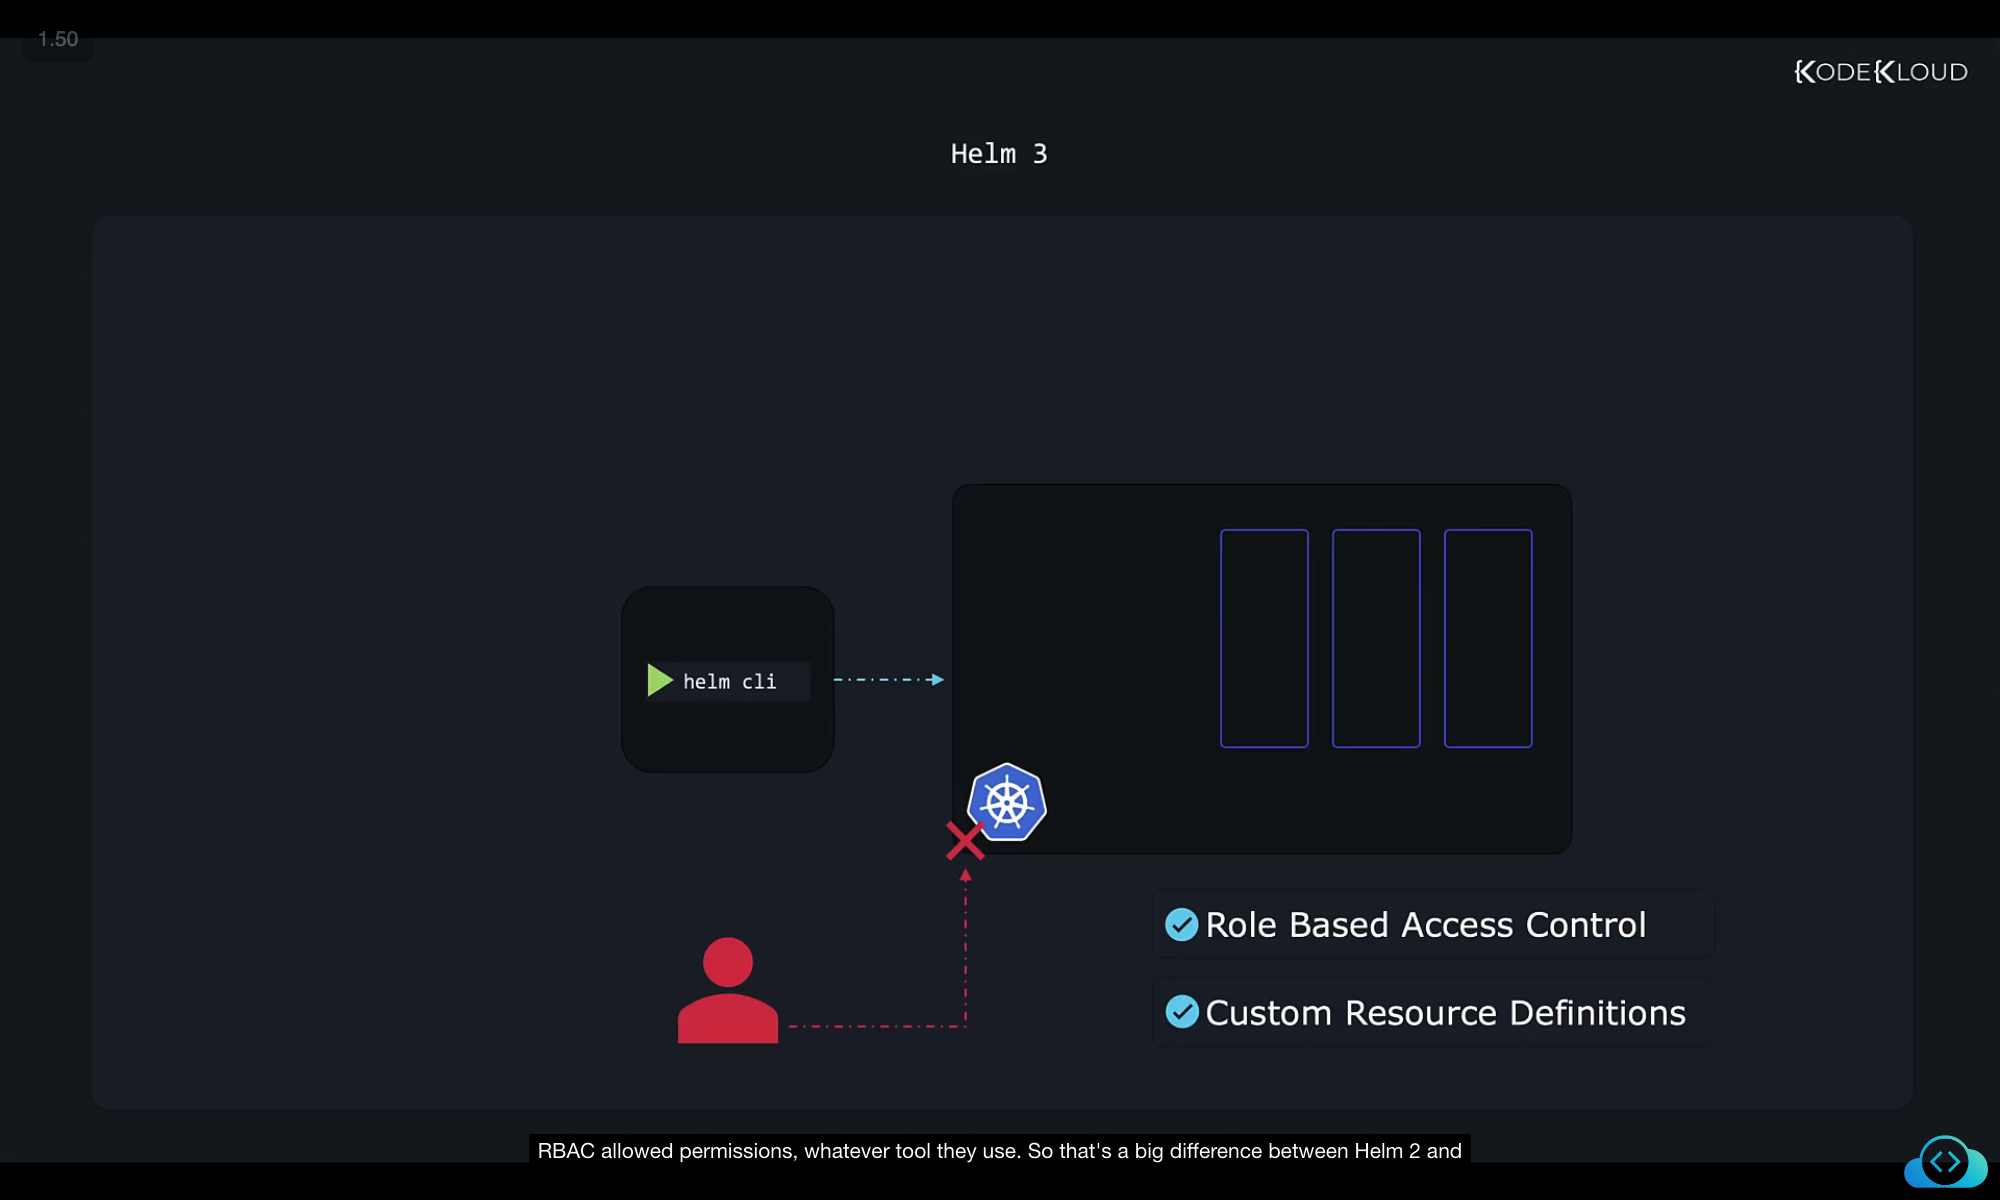 1.50
KODEKLOUD
Helm 3
helm cli
Role Based Access Control
Custom Resource Definitions
RBAC allowed permissions, whatever tool they use. So that's a big difference between Helm 2 and